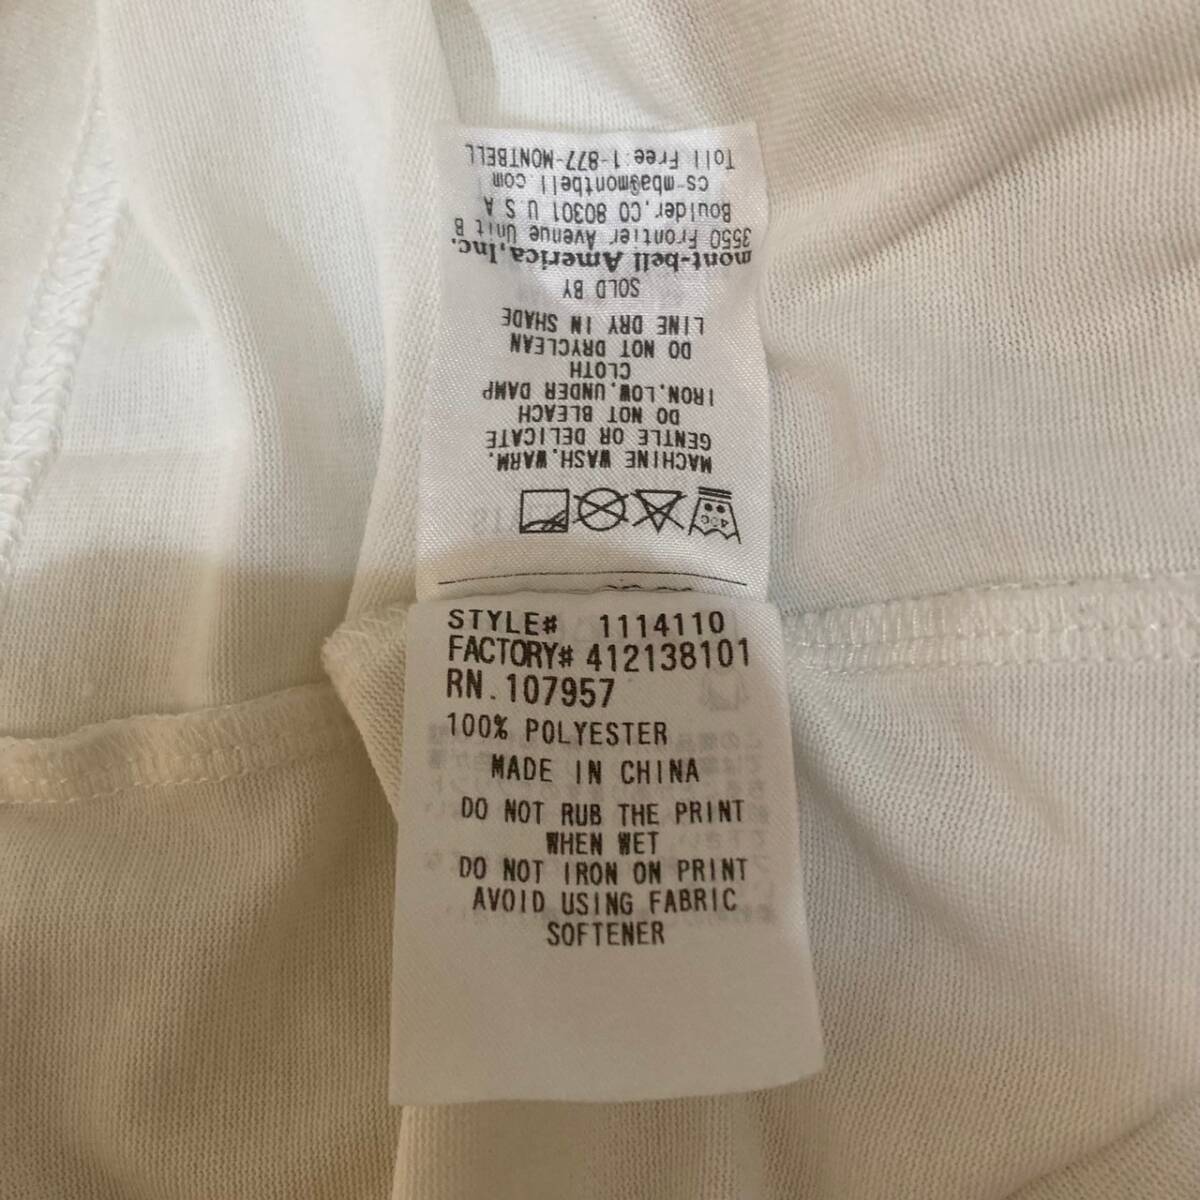 MACHINE WASH.WARM.
GENTLE OR DELICATE
DO NOT BLEACH
IRON.LOW.UNDER DAMP
CLOTH
DO NOT DRYCLEAN
LINE DRY IN SHADE
SOLD BY
mont-bell America,Inc.
3550 Frontier Avenue Unit B
Boulder,CO 80301 U S A
cs-mba@montbell.com
Toll Free:1-877-MONTBELL
40c
STYLE# 1114110
FACTORY# 412138101
RN.107957
100% POLYESTER
MADE IN CHINA
DO NOT RUB THE PRINT
WHEN WET
DO NOT IRON ON PRINT
AVOID USING FABRIC
SOFTENER